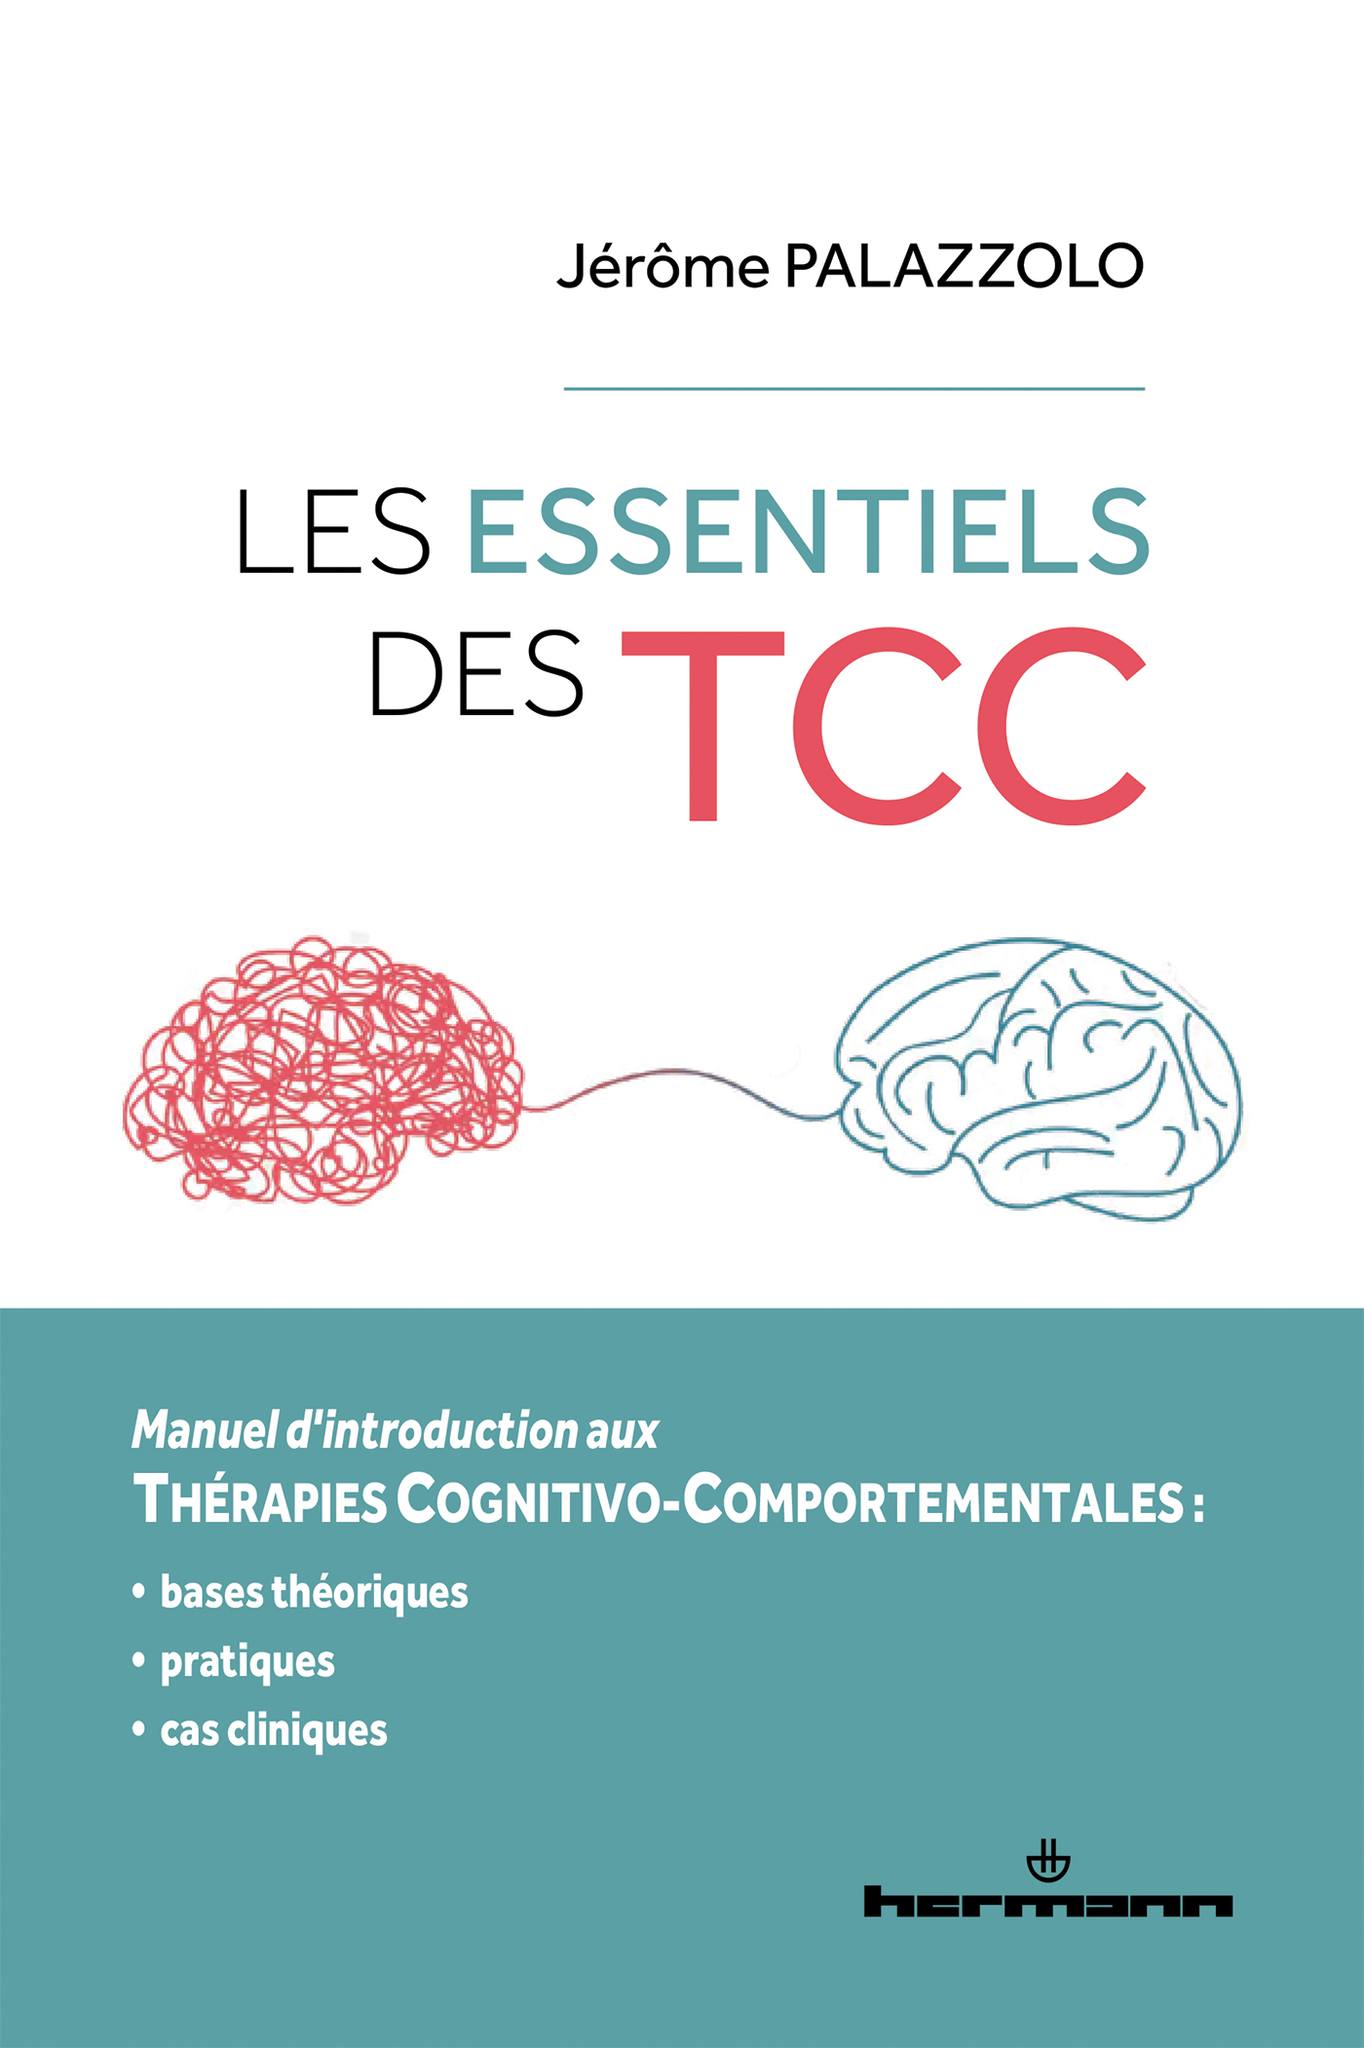 Jérôme PALAZZOLO
LES ESSENTIELS
DES TCC
Manuel d'introduction aux
THÉRAPIES COGNITIVO-COMPORTEMENTALES :
• bases théoriques
• pratiques
• cas cliniques
hermann